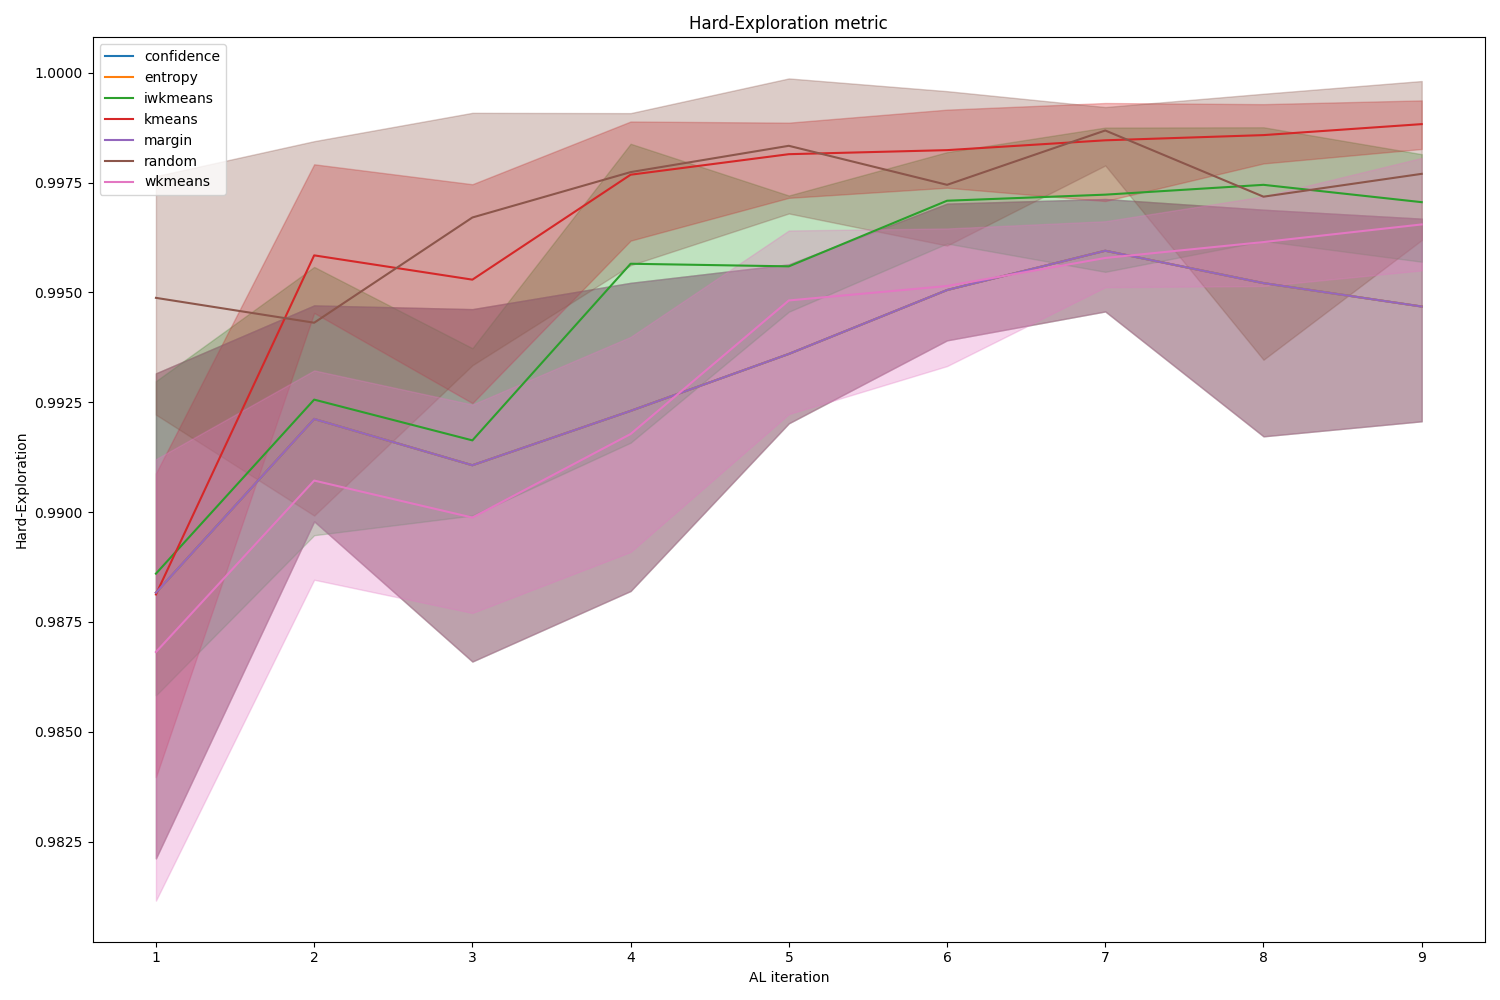 Hard-Exploration metric
confidence
entropy
iwkmeans
kmeans
margin
random
wkmeans
1.0000
0.9975
0.9950
0.9925
0.9900
0.9875
0.9850
0.9825
Hard-Exploration
1 2 3 4 5 6 7 8 9
AL iteration